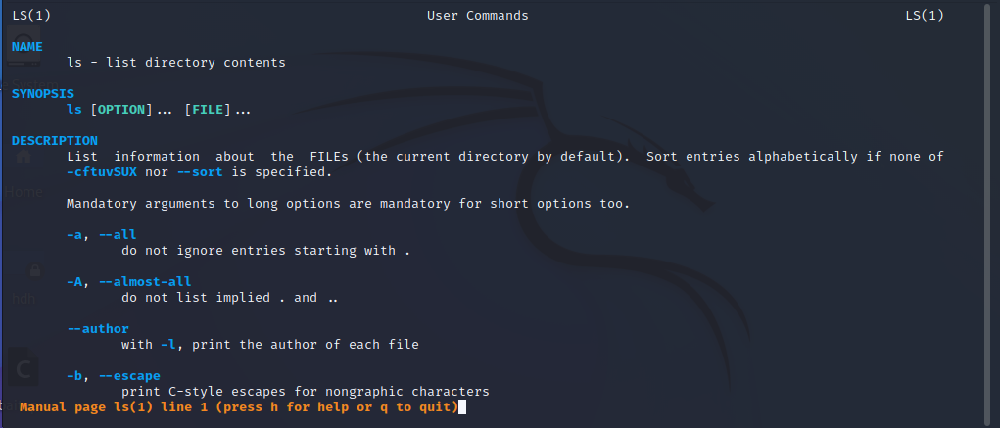 LS(1) User Commands LS(1)
NAME
ls - list directory contents
SYNOPSIS
ls [OPTION]... [FILE]...
DESCRIPTION
List information about the FILEs (the current directory by default). Sort entries alphabetically if none of
-cftuvSUX nor --sort is specified.
Mandatory arguments to long options are mandatory for short options too.
-a, --all
do not ignore entries starting with .
-A, --almost-all
do not list implied . and ..
--author
with -l, print the author of each file
-b, --escape
print C-style escapes for nongraphic characters
Manual page ls(1) line 1 (press h for help or q to quit)
Home
C